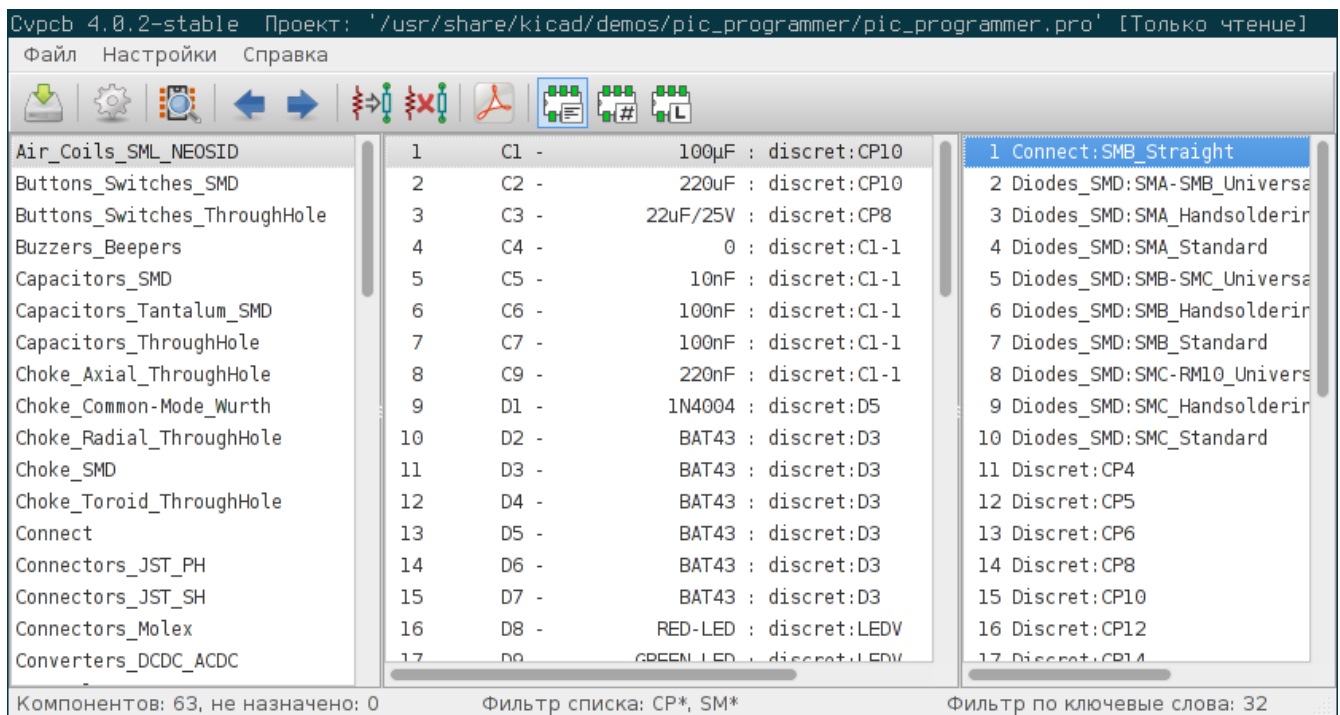 Cvpcb 4.0.2-stable Проект: '/usr/share/kicad/demos/pic_programmer/pic_programmer.pro' [Только чтение]
Файл Настройки Справка
Air_Coils_SML_NEOSID
Buttons_Switches_SMD
Buttons_Switches_ThroughHole
Buzzers_Beepers
Capacitors_SMD
Capacitors_Tantalum_SMD
Capacitors_ThroughHole
Choke_Axial_ThroughHole
Choke_Common-Mode_Wurth
Choke_Radial_ThroughHole
Choke_SMD
Choke_Toroid_ThroughHole
Connect
Connectors_JST_PH
Connectors_JST_SH
Connectors_Molex
Converters_DCDC_ACDC
1 C1 - 100µF : discret:CP10
2 C2 - 220uF : discret:CP10
3 C3 - 22uF/25V : discret:CP8
4 C4 - 0 : discret:C1-1
5 C5 - 10nF : discret:C1-1
6 C6 - 100nF : discret:C1-1
7 C7 - 100nF : discret:C1-1
8 C9 - 220nF : discret:C1-1
9 D1 - 1N4004 : discret:D5
10 D2 - BAT43 : discret:D3
11 D3 - BAT43 : discret:D3
12 D4 - BAT43 : discret:D3
13 D5 - BAT43 : discret:D3
14 D6 - BAT43 : discret:D3
15 D7 - BAT43 : discret:D3
16 D8 - RED-LED : discret:LEDV
17 D9 GREEN-LED : discret:LEDV
1 Connect:SMB_Straight
2 Diodes_SMD:SMA-SMB_Universa
3 Diodes_SMD:SMA_Handsolderin
4 Diodes_SMD:SMA_Standard
5 Diodes_SMD:SMB-SMC_Universa
6 Diodes_SMD:SMB_Handsolderin
7 Diodes_SMD:SMB_Standard
8 Diodes_SMD:SMC-RM10_Univers
9 Diodes_SMD:SMC_Handsolderin
10 Diodes_SMD:SMC_Standard
11 Discret:CP4
12 Discret:CP5
13 Discret:CP6
14 Discret:CP8
15 Discret:CP10
16 Discret:CP12
17 Discret:CP14
Компонентов: 63, не назначено: 0 Фильтр списка: CP*, SM* Фильтр по ключевые слова: 32